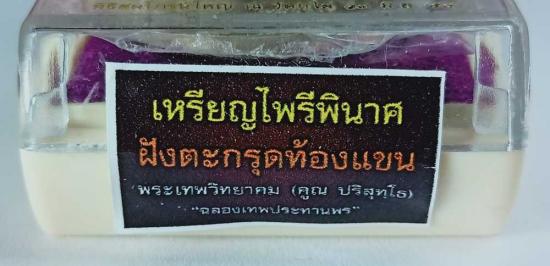 เหรียญไพรีพินาศ
ฝังตะกรุดท้องแขน
พระเทพวิทยาคม (คูณ ปริสุทฺโธ)
"ฉลองเทพประทานพร"